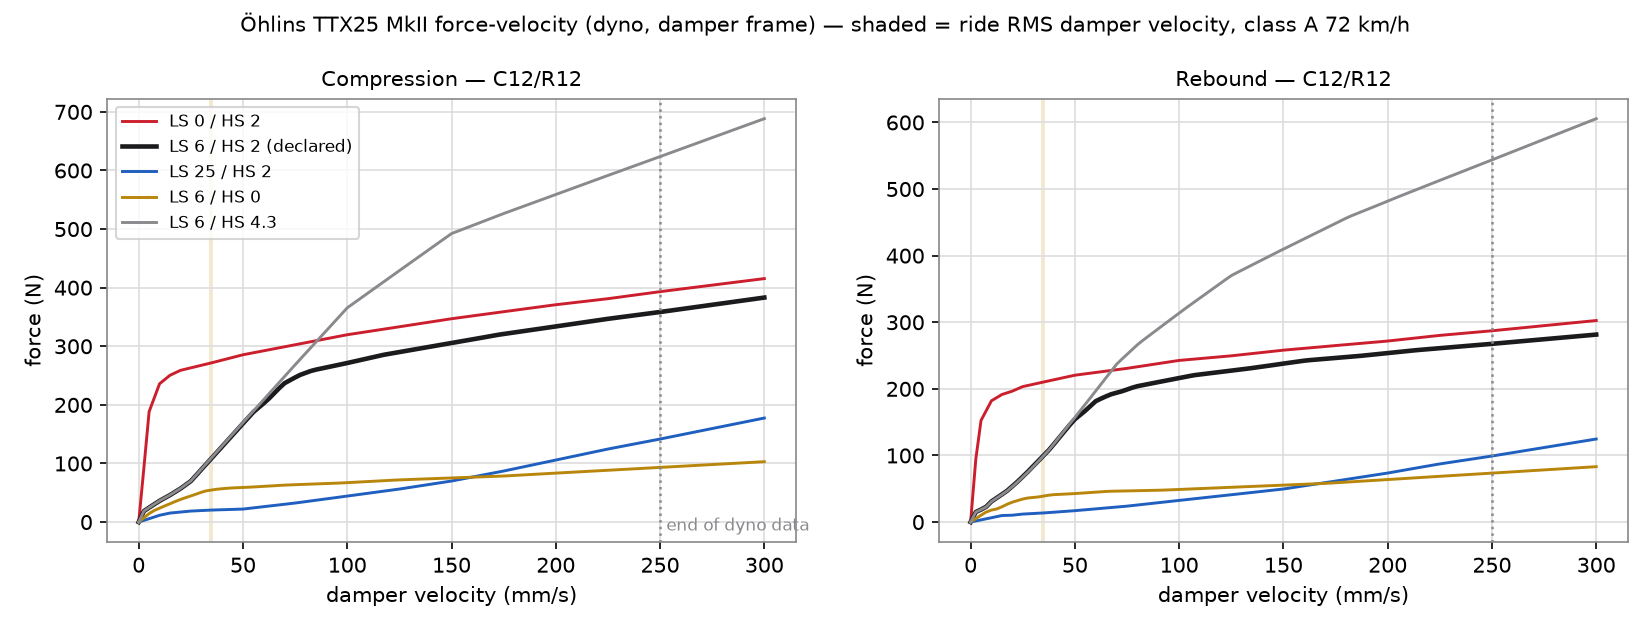 Öhlins TTX25 MkII force-velocity (dyno, damper frame) — shaded = ride RMS damper velocity, class A 72 km/h
Compression — C12/R12
force (N)
700
600
500
400
300
200
100
0
LS 0 / HS 2
LS 6 / HS 2 (declared)
LS 25 / HS 2
LS 6 / HS 0
LS 6 / HS 4.3
end of dyno data
0 50 100 150 200 250 300
damper velocity (mm/s)
Rebound — C12/R12
force (N)
600
500
400
300
200
100
0
0 50 100 150 200 250 300
damper velocity (mm/s)